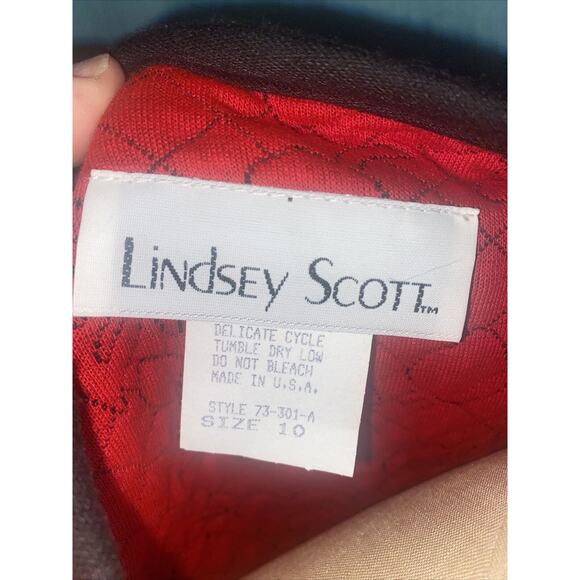 LINDSEY SCOTT™
DELICATE CYCLE
TUMBLE DRY LOW
DO NOT BLEACH
MADE IN U.S.A.
STYLE 73-301-A
SIZE 10